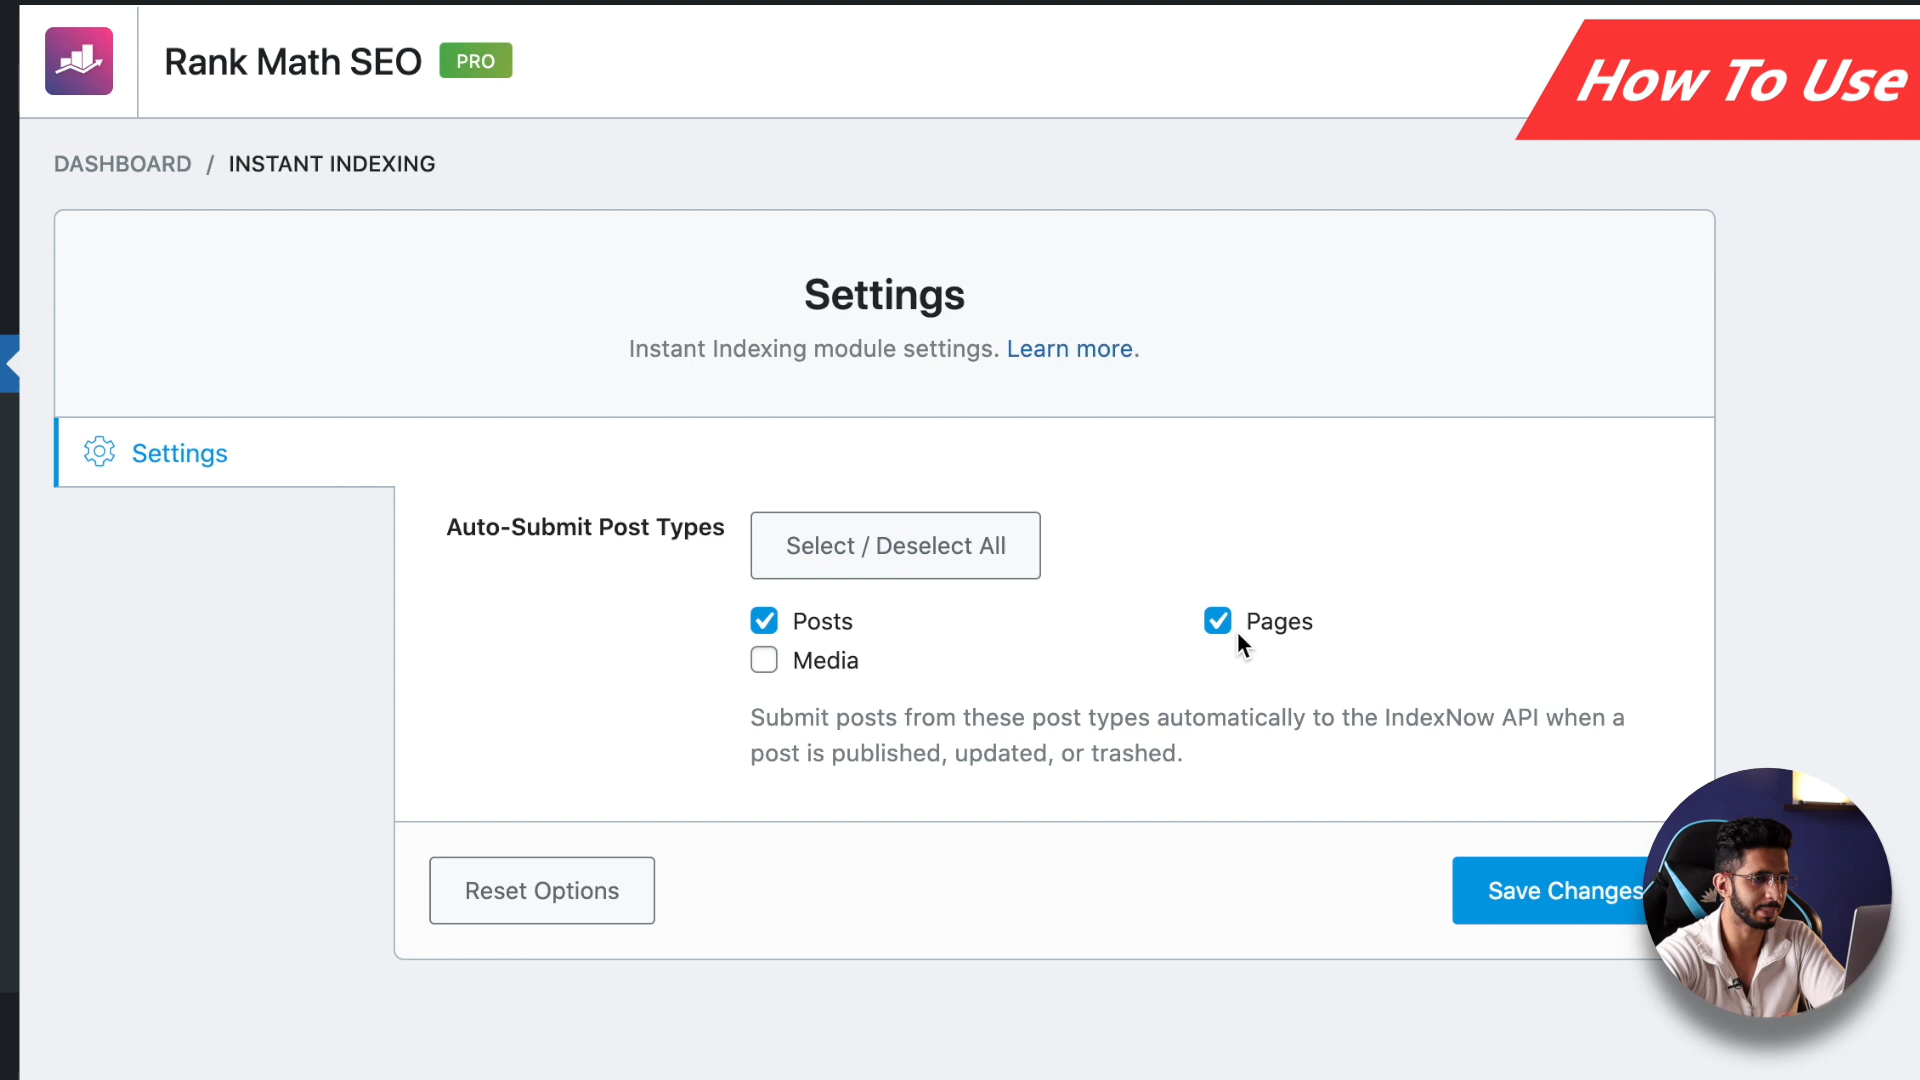 Rank Math SEO PRO
How To Use
DASHBOARD / INSTANT INDEXING
Settings
Instant Indexing module settings. Learn more.
Settings
Auto-Submit Post Types
Select / Deselect All
Posts
Pages
Media
Submit posts from these post types automatically to the IndexNow API when a
post is published, updated, or trashed.
Reset Options
Save Changes